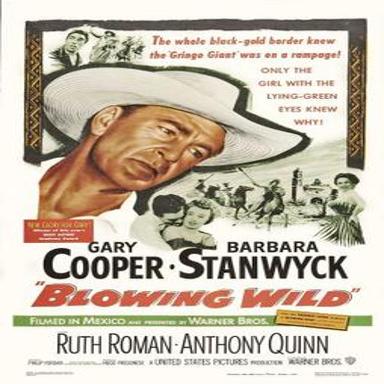 The whole black-gold border knew
the 'Gringo Giant' was on a rampage!
ONLY THE
GIRL WITH THE
LYING-GREEN
EYES KNEW
WHY!
GARY
COOPER·
BARBARA
STANWYCK
"BLOWING WILD"
FILMED IN MEXICO AND PRESENTED BY WARNER BROS.
RUTH ROMAN·ANTHONY QUINN
A UNITED STATES PICTURES PRODUCTION
WARNER BROS.